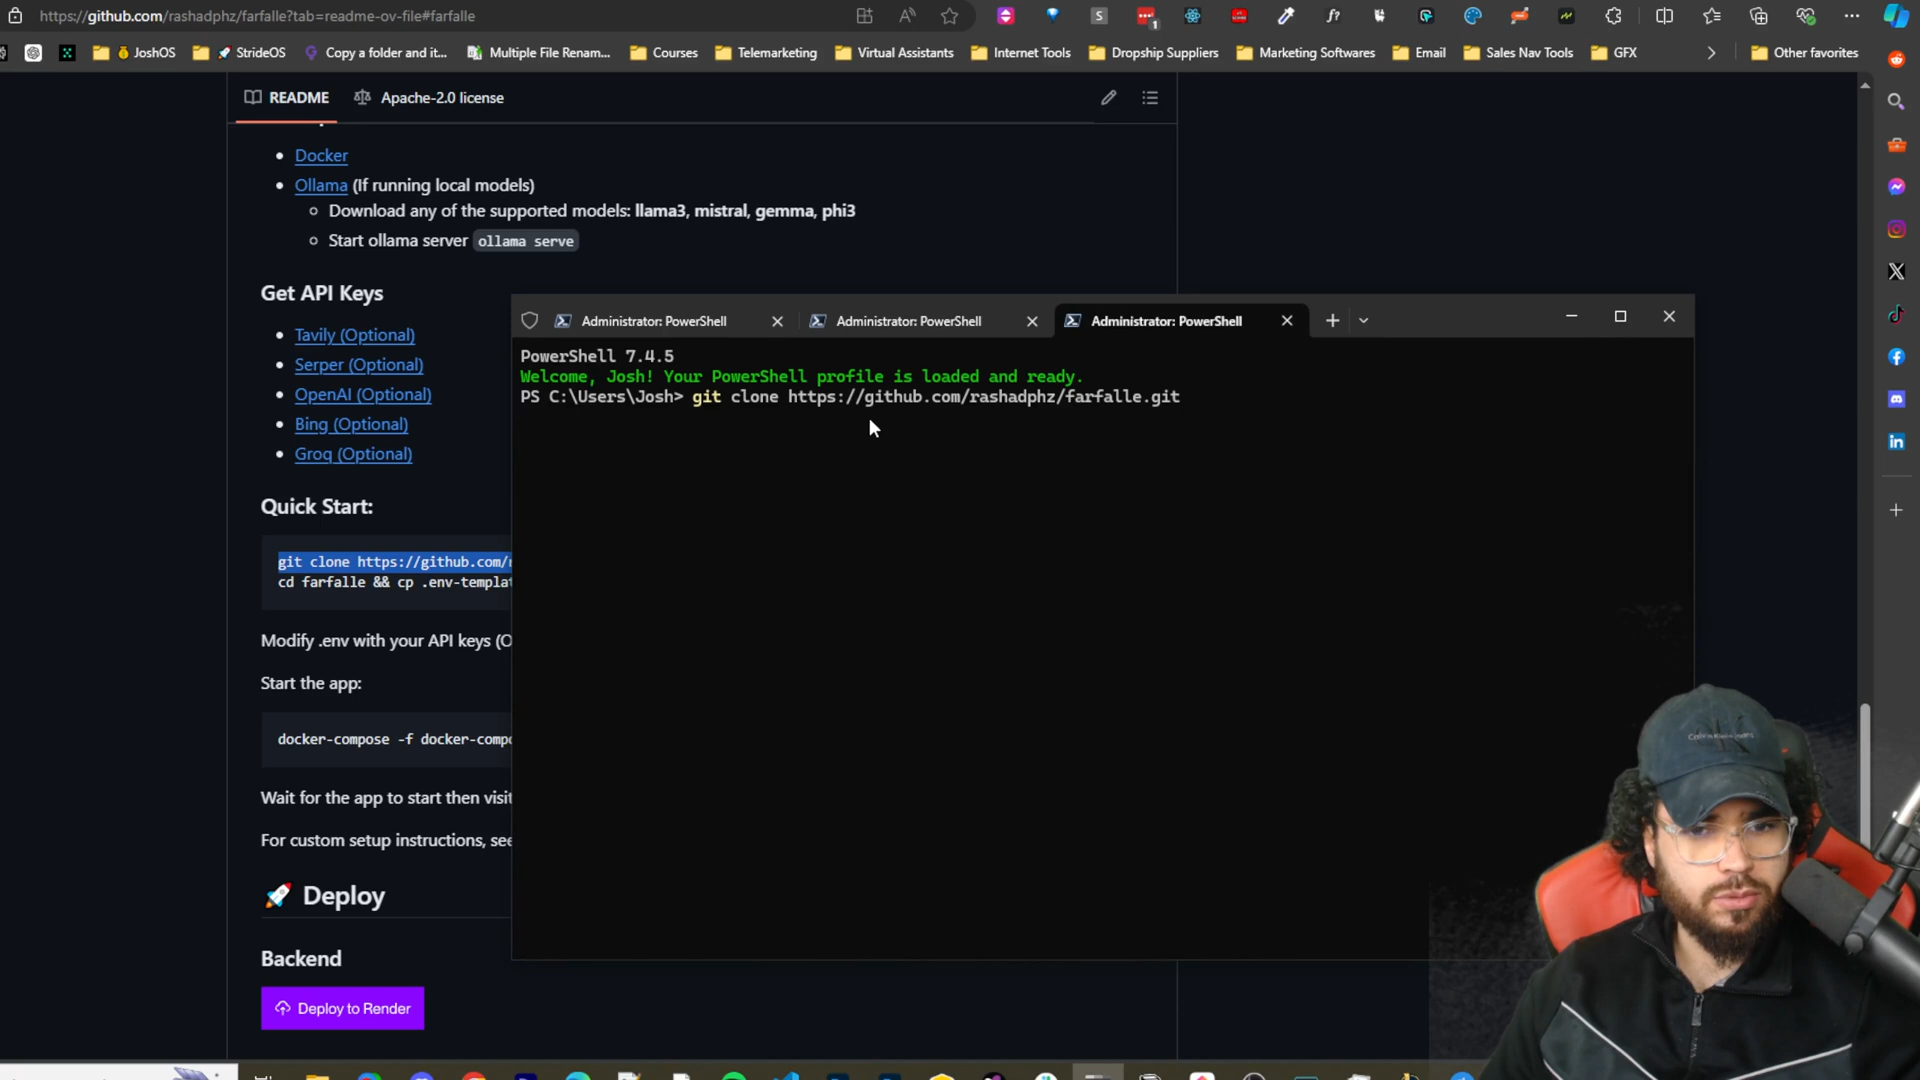 https://github.com/rashadphz/farfalle?tab=readme-ov-file#farfalle
JoshOS
StrideOS
Copy a folder and it...
Multiple File Renam...
Courses
Telemarketing
Virtual Assistants
Internet Tools
Dropship Suppliers
Marketing Softwares
Email
Sales Nav Tools
GFX
Other favorites
README
Apache-2.0 license
Docker
Ollama (If running local models)
Download any of the supported models: llama3, mistral, gemma, phi3
Start ollama server ollama serve
Get API Keys
Tavily (Optional)
Serper (Optional)
OpenAI (Optional)
Bing (Optional)
Groq (Optional)
Quick Start:
git clone https://github.com/
cd farfalle && cp .env-templat
Modify .env with your API keys (O
Start the app:
docker-compose -f docker-comp
Wait for the app to start then visit
For custom setup instructions, see
Deploy
Backend
Deploy to Render
Administrator: PowerShell
Administrator: PowerShell
Administrator: PowerShell
PowerShell 7.4.5
Welcome, Josh! Your PowerShell profile is loaded and ready.
PS C:\Users\Josh> git clone https://github.com/rashadphz/farfalle.git